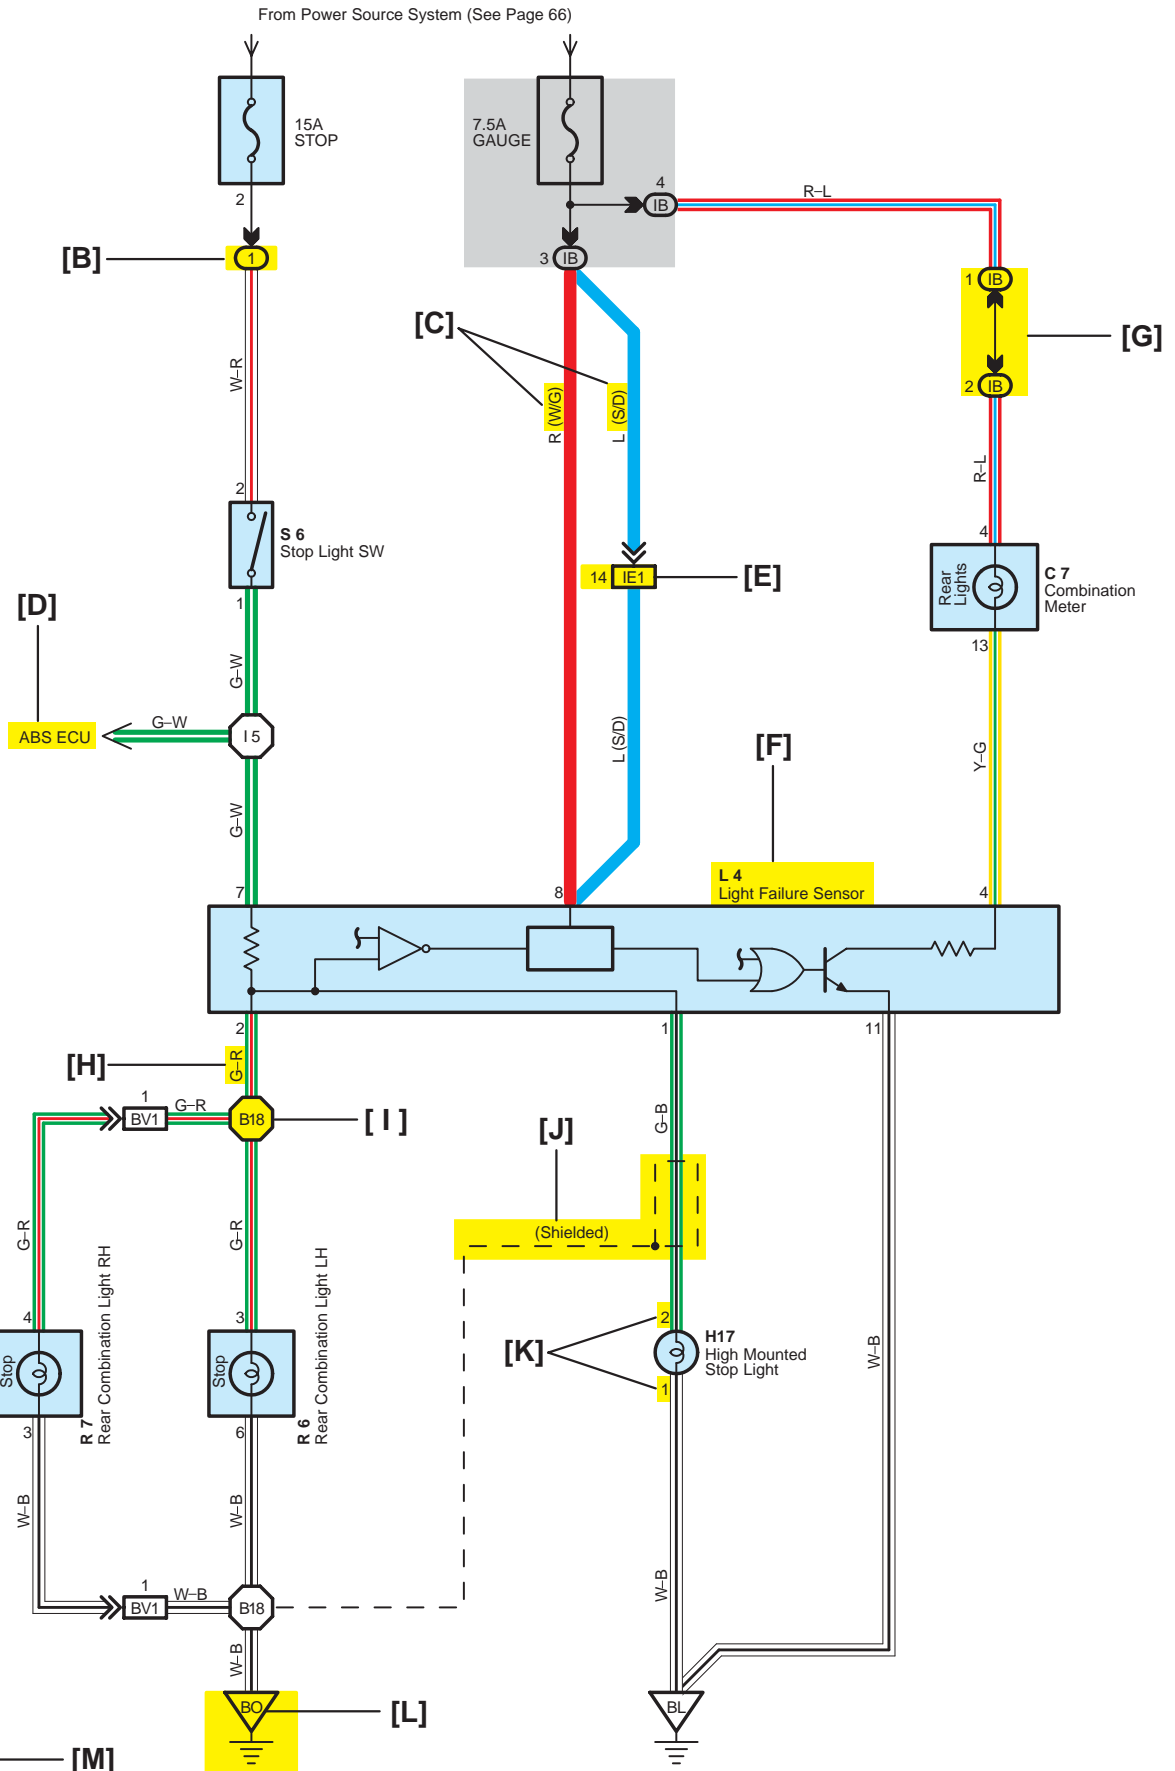 From Power Source System (See Page 66)
15A
STOP
7.5A
GAUGE
2
4
IB
R–L
[B]
1
3
IB
1
IB
[G]
[C]
W–R
R (W/G)
L (S/D)
2
IB
R–L
2
S 6
Stop Light SW
4
14
IE1
[E]
Rear
Lights
C 7
Combination
Meter
[D]
1
13
G–W
ABS ECU
G–W
I 5
L (S/D)
[F]
Y–G
G–W
L 4
Light Failure Sensor
7
8
4
2
1
11
[H]
G–R
1
BV1
G–R
B18
[ I ]
G–B
[J]
G–R
G–R
(Shielded)
4
3
2
Stop
R 7
Rear Combination Light RH
Stop
R 6
Rear Combination Light LH
[K]
H17
High Mounted
Stop Light
W–B
1
3
6
W–B
W–B
1
BV1
W–B
B18
W–B
W–B
BO
[L]
BL
[M]